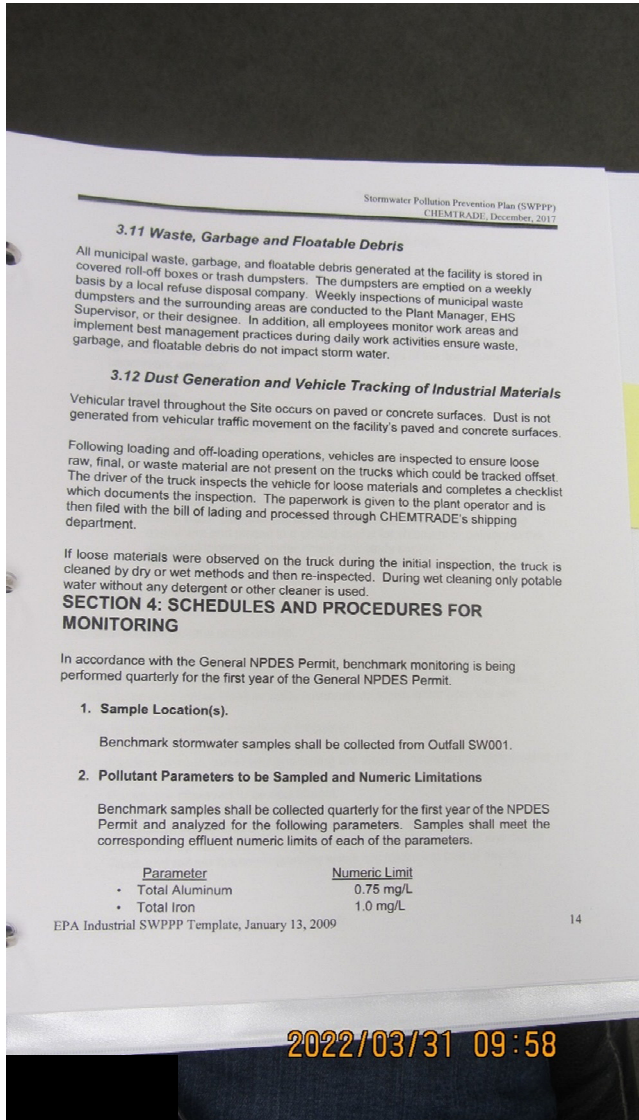 Stormwater Pollution Prevention Plan (SWPPP)
CHEMTRADE, December, 2017
3.11 Waste, Garbage and Floatable Debris
All municipal waste, garbage, and floatable debris generated at the facility is stored in
covered roll-off boxes or trash dumpsters. The dumpsters are emptied on a weekly
basis by a local refuse disposal company. Weekly inspections of municipal waste
dumpsters and the surrounding areas are conducted to the Plant Manager, EHS
Supervisor, or their designee. In addition, all employees monitor work areas and
implement best management practices during daily work activities ensure waste,
garbage, and floatable debris do not impact storm water.
3.12 Dust Generation and Vehicle Tracking of Industrial Materials
Vehicular travel throughout the Site occurs on paved or concrete surfaces. Dust is not
generated from vehicular traffic movement on the facility's paved and concrete surfaces.
Following loading and off-loading operations, vehicles are inspected to ensure loose
raw, final, or waste material are not present on the trucks which could be tracked offset.
The driver of the truck inspects the vehicle for loose materials and completes a checklist
which documents the inspection. The paperwork is given to the plant operator and is
then filed with the bill of lading and processed through CHEMTRADE's shipping
department.
If loose materials were observed on the truck during the initial inspection, the truck is
cleaned by dry or wet methods and then re-inspected. During wet cleaning only potable
water without any detergent or other cleaner is used.
SECTION 4: SCHEDULES AND PROCEDURES FOR
MONITORING
In accordance with the General NPDES Permit, benchmark monitoring is being
performed quarterly for the first year of the General NPDES Permit.
1. Sample Location(s).
Benchmark stormwater samples shall be collected from Outfall SW001.
2. Pollutant Parameters to be Sampled and Numeric Limitations
Benchmark samples shall be collected quarterly for the first year of the NPDES
Permit and analyzed for the following parameters. Samples shall meet the
corresponding effluent numeric limits of each of the parameters.
Parameter Numeric Limit
• Total Aluminum 0.75 mg/L
• Total Iron 1.0 mg/L
EPA Industrial SWPPP Template, January 13, 2009 14
2022/03/31 09:58